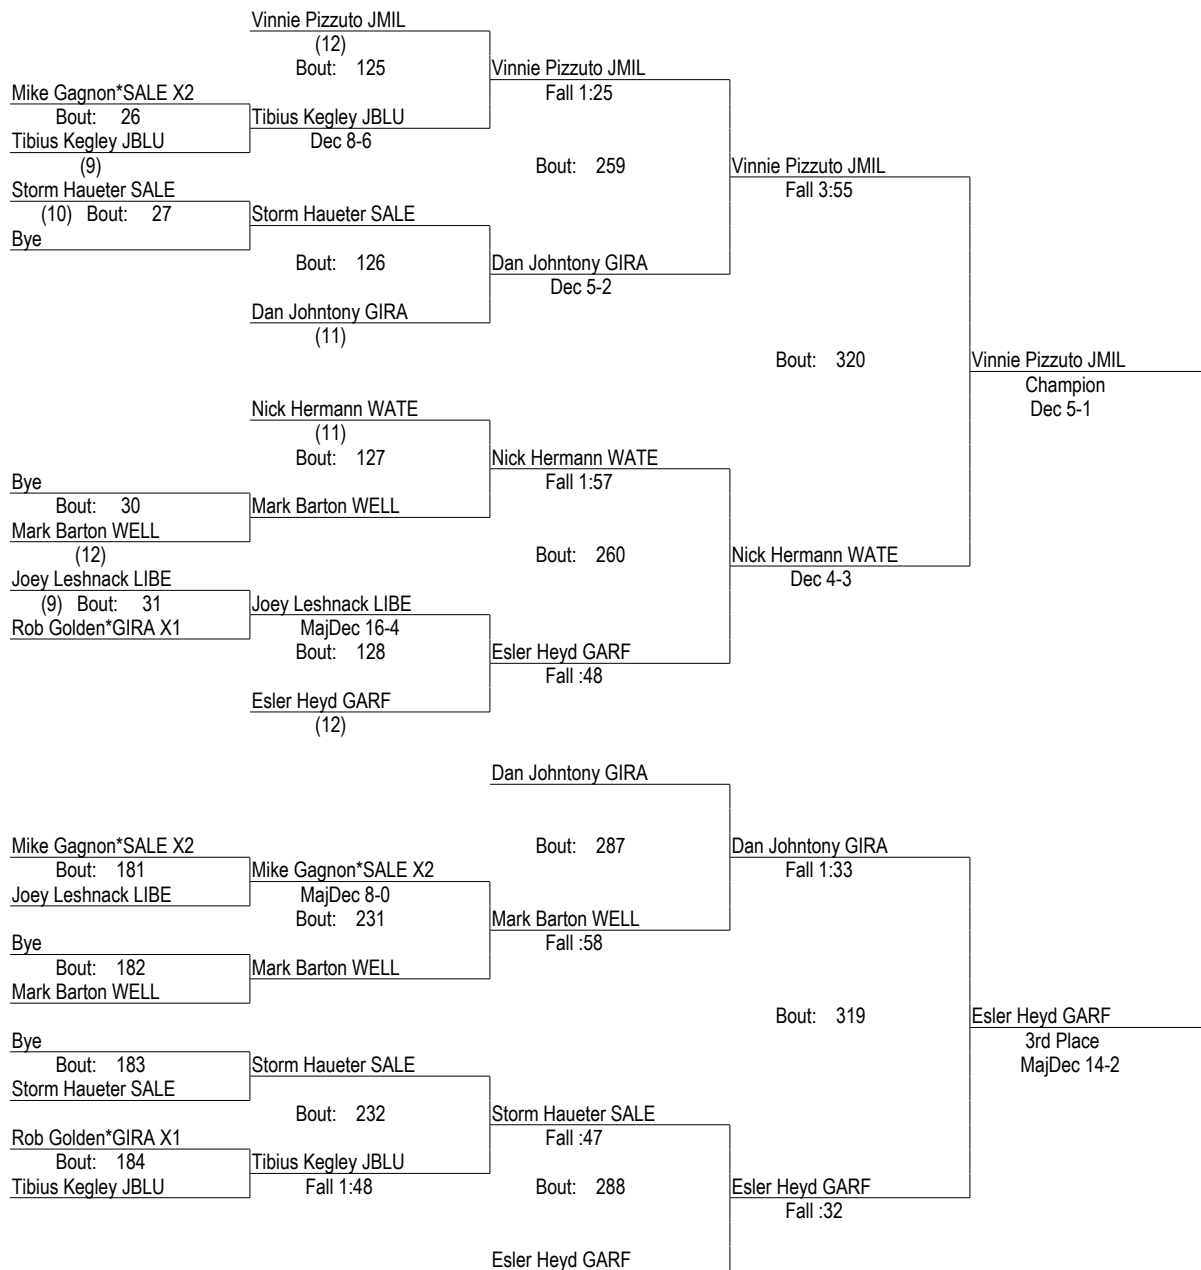 Vinnie Pizzuto JMIL
(12)
Bout: 125
Vinnie Pizzuto JMIL
Fall 1:25
Mike Gagnon*SALE X2
Bout: 26
Tibius Kegley JBLU
Dec 8-6
Tibius Kegley JBLU
(9)
Bout: 259
Vinnie Pizzuto JMIL
Fall 3:55
Storm Haueter SALE
(10) Bout: 27
Storm Haueter SALE
Bye
Bout: 126
Dan Johntony GIRA
Dec 5-2
Dan Johntony GIRA
(11)
Bout: 320
Vinnie Pizzuto JMIL
Champion
Dec 5-1
Nick Hermann WATE
(11)
Bout: 127
Nick Hermann WATE
Fall 1:57
Bye
Bout: 30
Mark Barton WELL
Mark Barton WELL
(12)
Bout: 260
Nick Hermann WATE
Dec 4-3
Joey Leshnack LIBE
(9) Bout: 31
Joey Leshnack LIBE
MajDec 16-4
Rob Golden*GIRA X1
Bout: 128
Esler Heyd GARF
Fall :48
Esler Heyd GARF
(12)
Dan Johntony GIRA
Bout: 287
Dan Johntony GIRA
Fall 1:33
Mike Gagnon*SALE X2
Bout: 181
Mike Gagnon*SALE X2
MajDec 8-0
Joey Leshnack LIBE
Bout: 231
Mark Barton WELL
Fall :58
Bye
Bout: 182
Mark Barton WELL
Mark Barton WELL
Bout: 319
Esler Heyd GARF
3rd Place
MajDec 14-2
Bye
Bout: 183
Storm Haueter SALE
Storm Haueter SALE
Bout: 232
Storm Haueter SALE
Fall :47
Rob Golden*GIRA X1
Bout: 184
Tibius Kegley JBLU
Fall 1:48
Tibius Kegley JBLU
Bout: 288
Esler Heyd GARF
Fall :32
Esler Heyd GARF